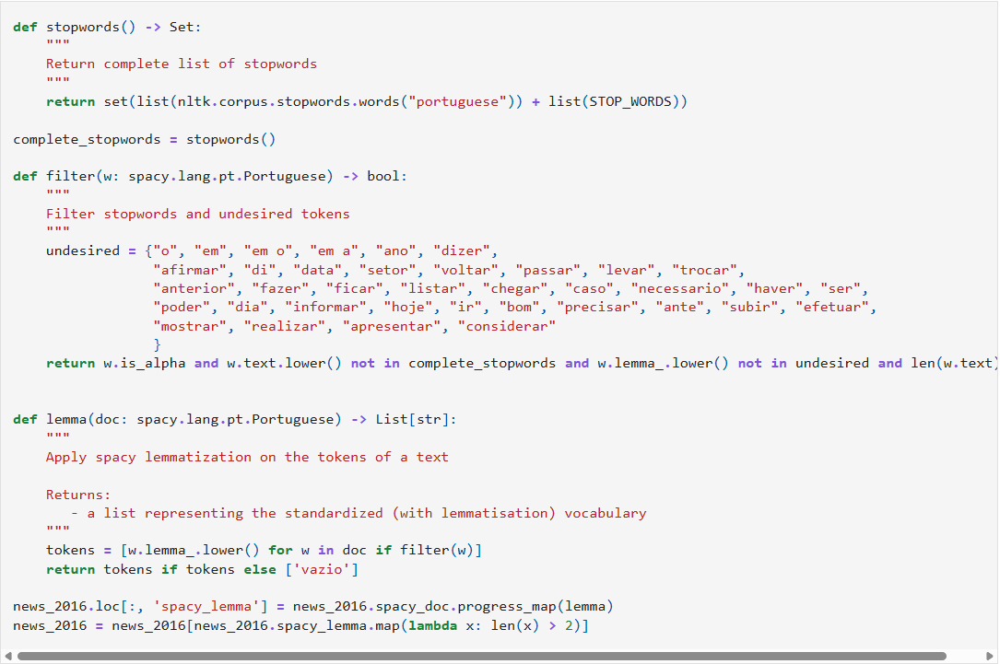 def stopwords() -> Set:
    """
    Return complete list of stopwords
    """
    return set(list(nltk.corpus.stopwords.words("portuguese")) + list(STOP_WORDS))

complete_stopwords = stopwords()

def filter(w: spacy.lang.pt.Portuguese) -> bool:
    """
    Filter stopwords and undesired tokens
    """
    undesired = {"o", "em", "em o", "em a", "ano", "dizer",
                 "afirmar", "di", "data", "setor", "voltar", "passar", "levar", "trocar",
                 "anterior", "fazer", "ficar", "listar", "chegar", "caso", "necessario", "haver", "ser",
                 "poder", "dia", "informar", "hoje", "ir", "bom", "precisar", "ante", "subir", "efetuar",
                 "mostrar", "realizar", "apresentar", "considerar"
                 }
    return w.is_alpha and w.text.lower() not in complete_stopwords and w.lemma_.lower() not in undesired and len(w.text)


def lemma(doc: spacy.lang.pt.Portuguese) -> List[str]:
    """
    Apply spacy lemmatization on the tokens of a text

    Returns:
       - a list representing the standardized (with lemmatisation) vocabulary
    """
    tokens = [w.lemma_.lower() for w in doc if filter(w)]
    return tokens if tokens else ['vazio']

news_2016.loc[:, 'spacy_lemma'] = news_2016.spacy_doc.progress_map(lemma)
news_2016 = news_2016[news_2016.spacy_lemma.map(lambda x: len(x) > 2)]